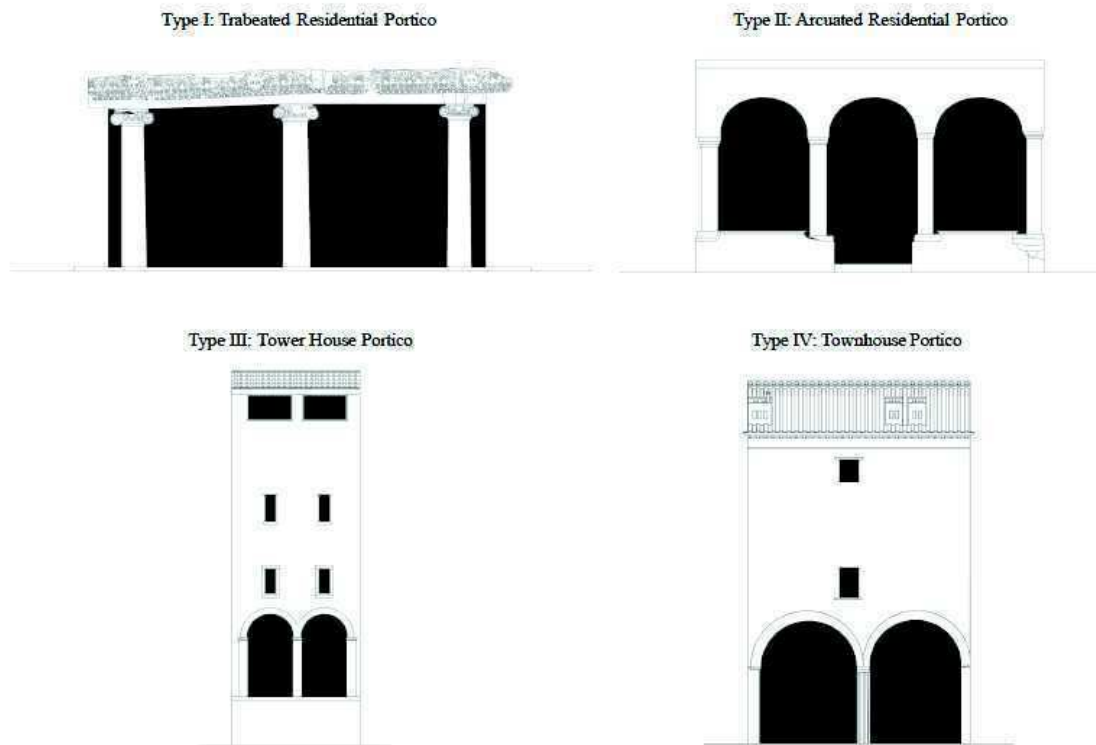 Type I: Trabeated Residential Portico
Type II: Arcuated Residential Portico
Type III: Tower House Portico
Type IV: Townhouse Portico